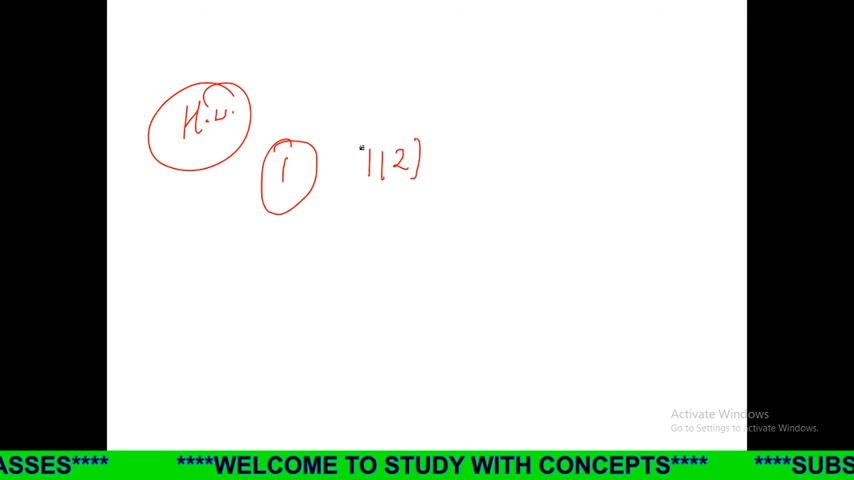 H.W.
1 1[2]
Activate Windows
Go to Settings to activate Windows.
ASSES**** ****WELCOME TO STUDY WITH CONCEPTS**** ****SUBS